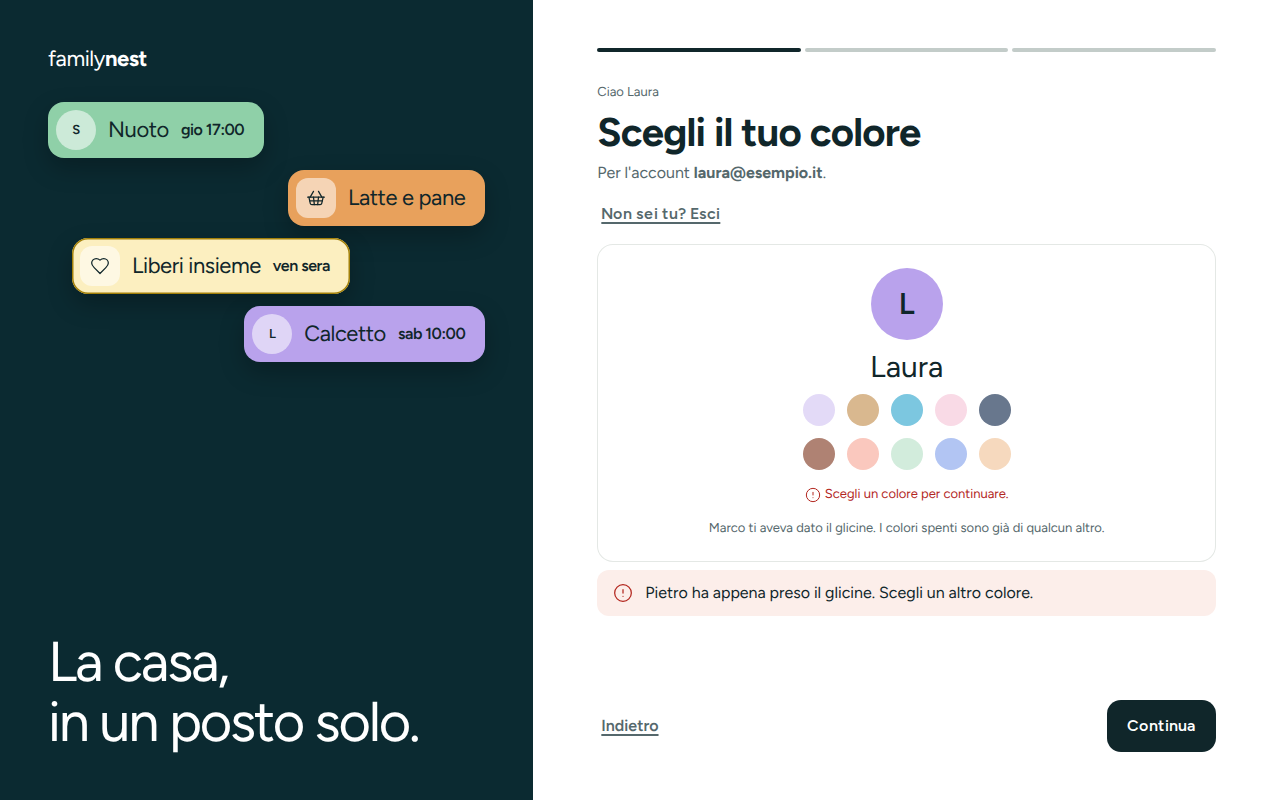 familynest
S Nuoto gio 17:00
Latte e pane
Liberi insieme ven sera
L Calcetto sab 10:00
La casa,
in un posto solo.
Ciao Laura
Scegli il tuo colore
Per l'account laura@esempio.it.
Non sei tu? Esci
L
Laura
Scegli un colore per continuare.
Marco ti aveva dato il glicine. I colori spenti sono già di qualcun altro.
Pietro ha appena preso il glicine. Scegli un altro colore.
Indietro
Continua